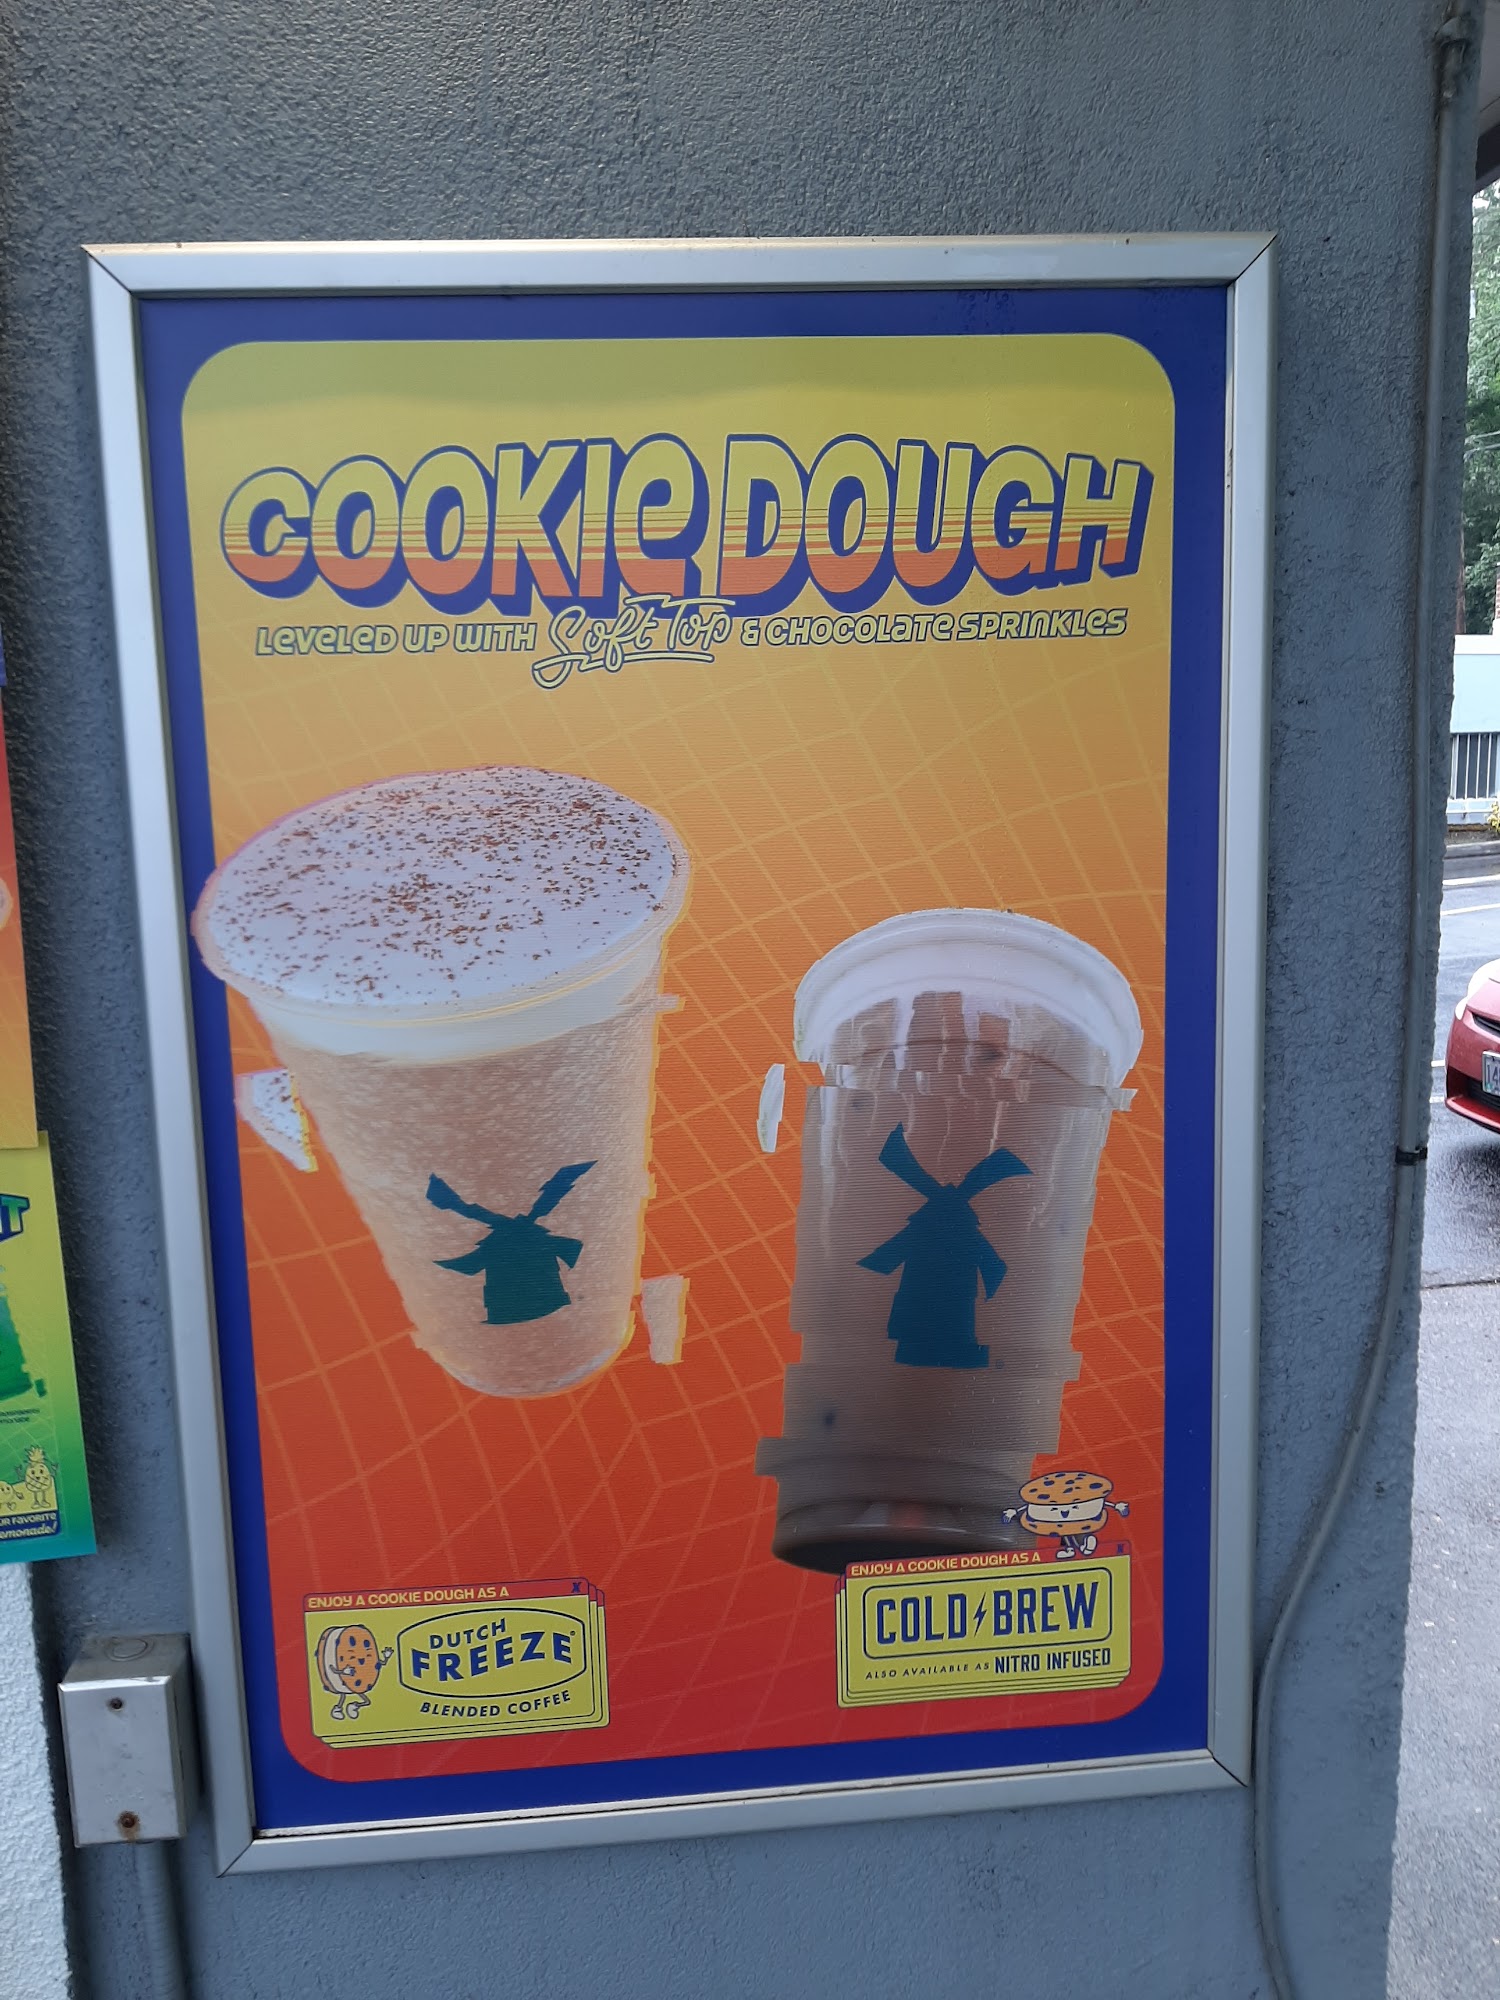 COOKIE DOUGH
LEVELED UP WITH Soft Top & CHOCOLATE SPRINKLES
ENJOY A COOKIE DOUGH AS A
DUTCH
FREEZE
BLENDED COFFEE
ENJOY A COOKIE DOUGH AS A
COLD BREW
ALSO AVAILABLE AS NITRO INFUSED
FAVORITE